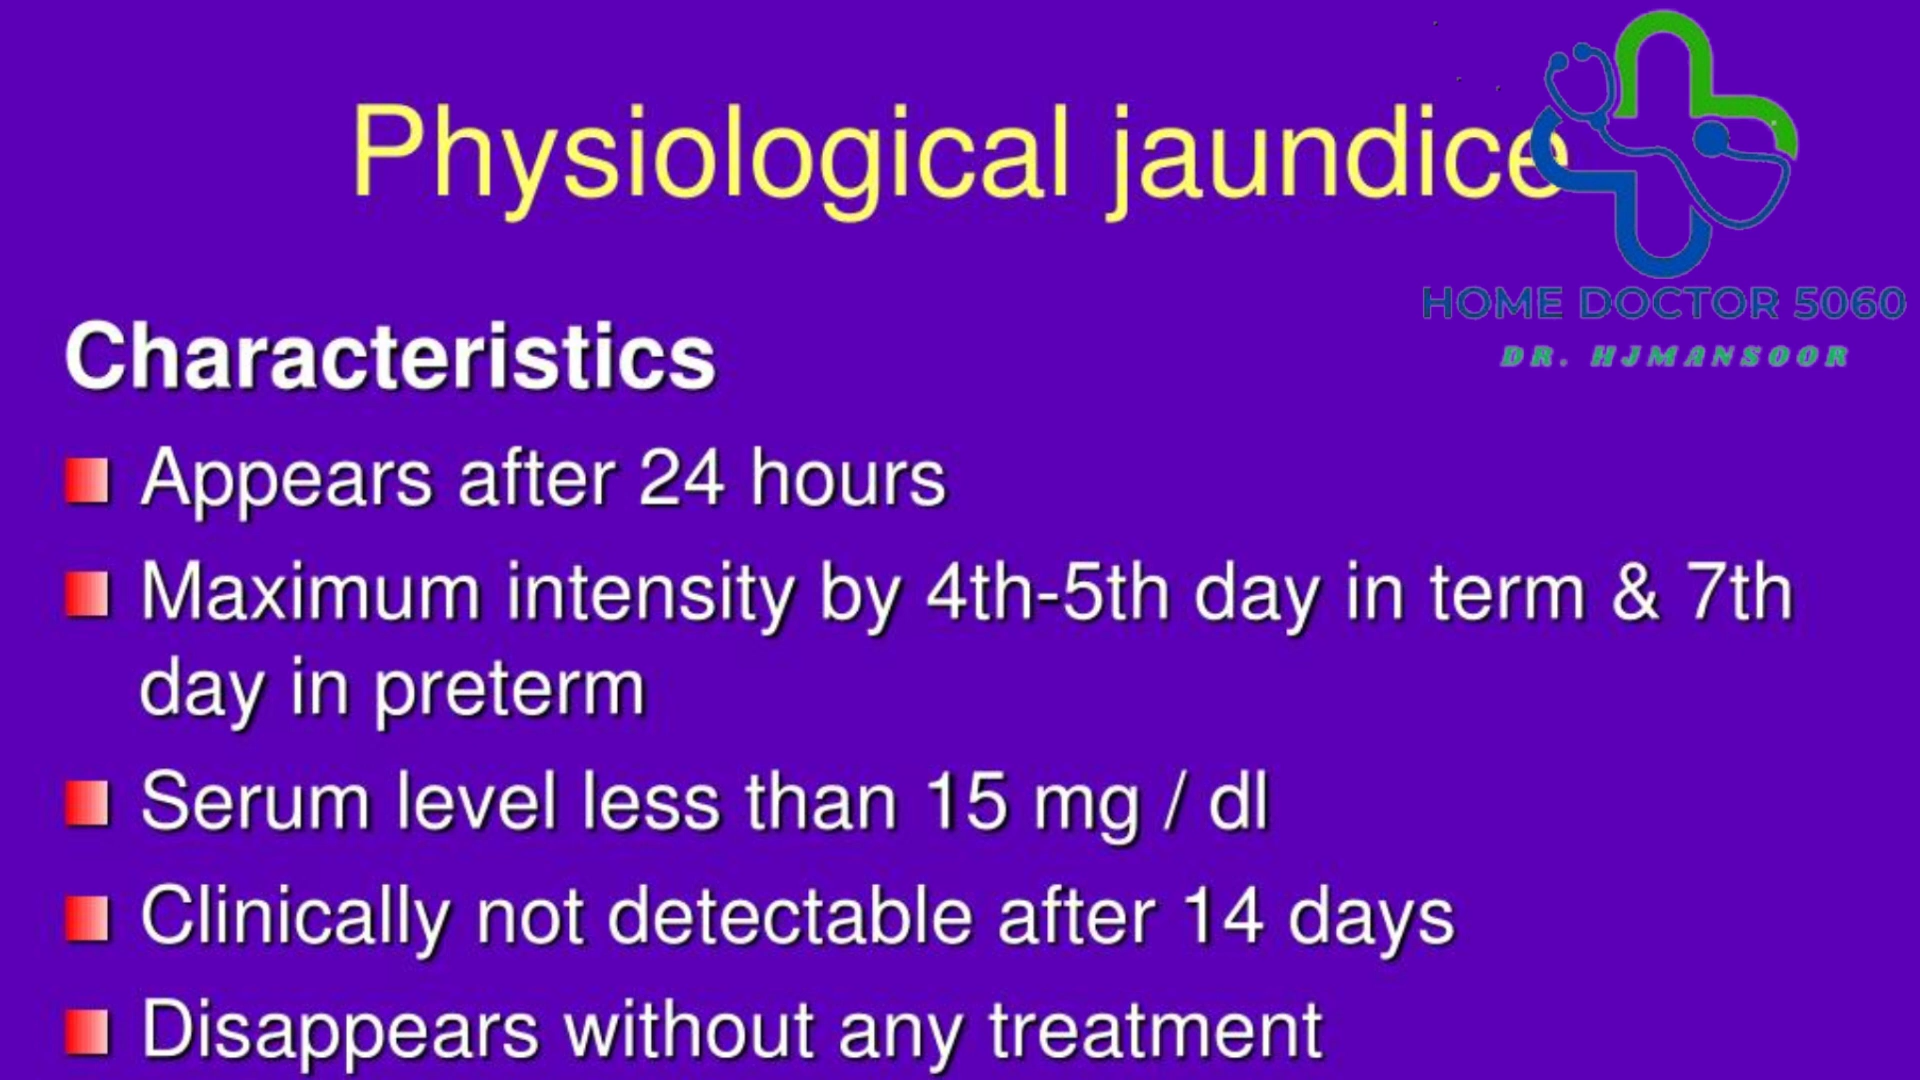 Physiological jaundice
HOME DOCTOR 5060
DR. HJMANSOOR
Characteristics
Appears after 24 hours
Maximum intensity by 4th-5th day in term & 7th
day in preterm
Serum level less than 15 mg / dl
Clinically not detectable after 14 days
Disappears without any treatment